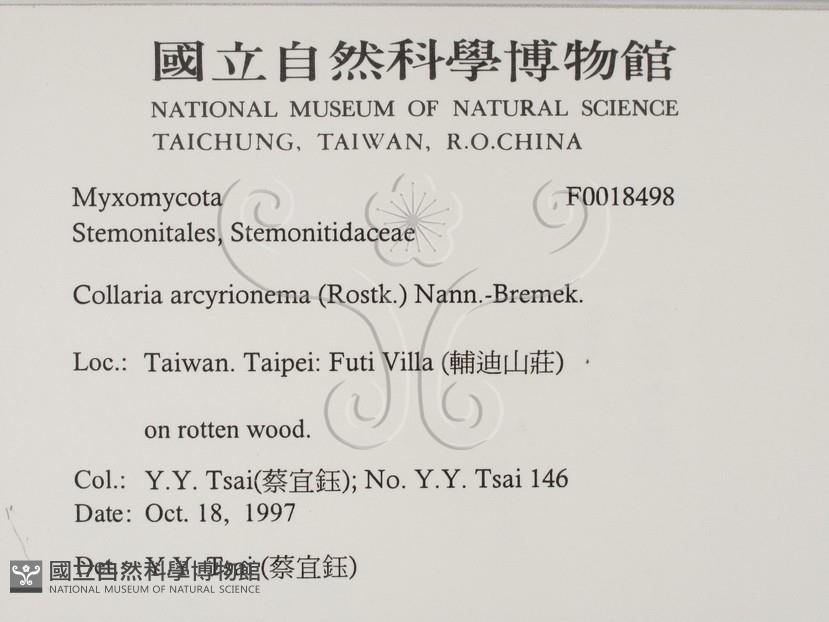 國立自然科學博物館
NATIONAL MUSEUM OF NATURAL SCIENCE
TAICHUNG, TAIWAN, R.O.CHINA
Myxomycota F0018498
Stemonitales, Stemonitidaceae
Collaria arcyrionema (Rostk.) Nann.-Bremek.
Loc.: Taiwan. Taipei: Futi Villa (輔迪山莊)
on rotten wood.
Col.: Y.Y. Tsai(蔡宜鈺); No. Y.Y. Tsai 146
Date: Oct. 18, 1997
Det.: Y.Y. Tsai (蔡宜鈺)
國立自然科學博物館
NATIONAL MUSEUM OF NATURAL SCIENCE